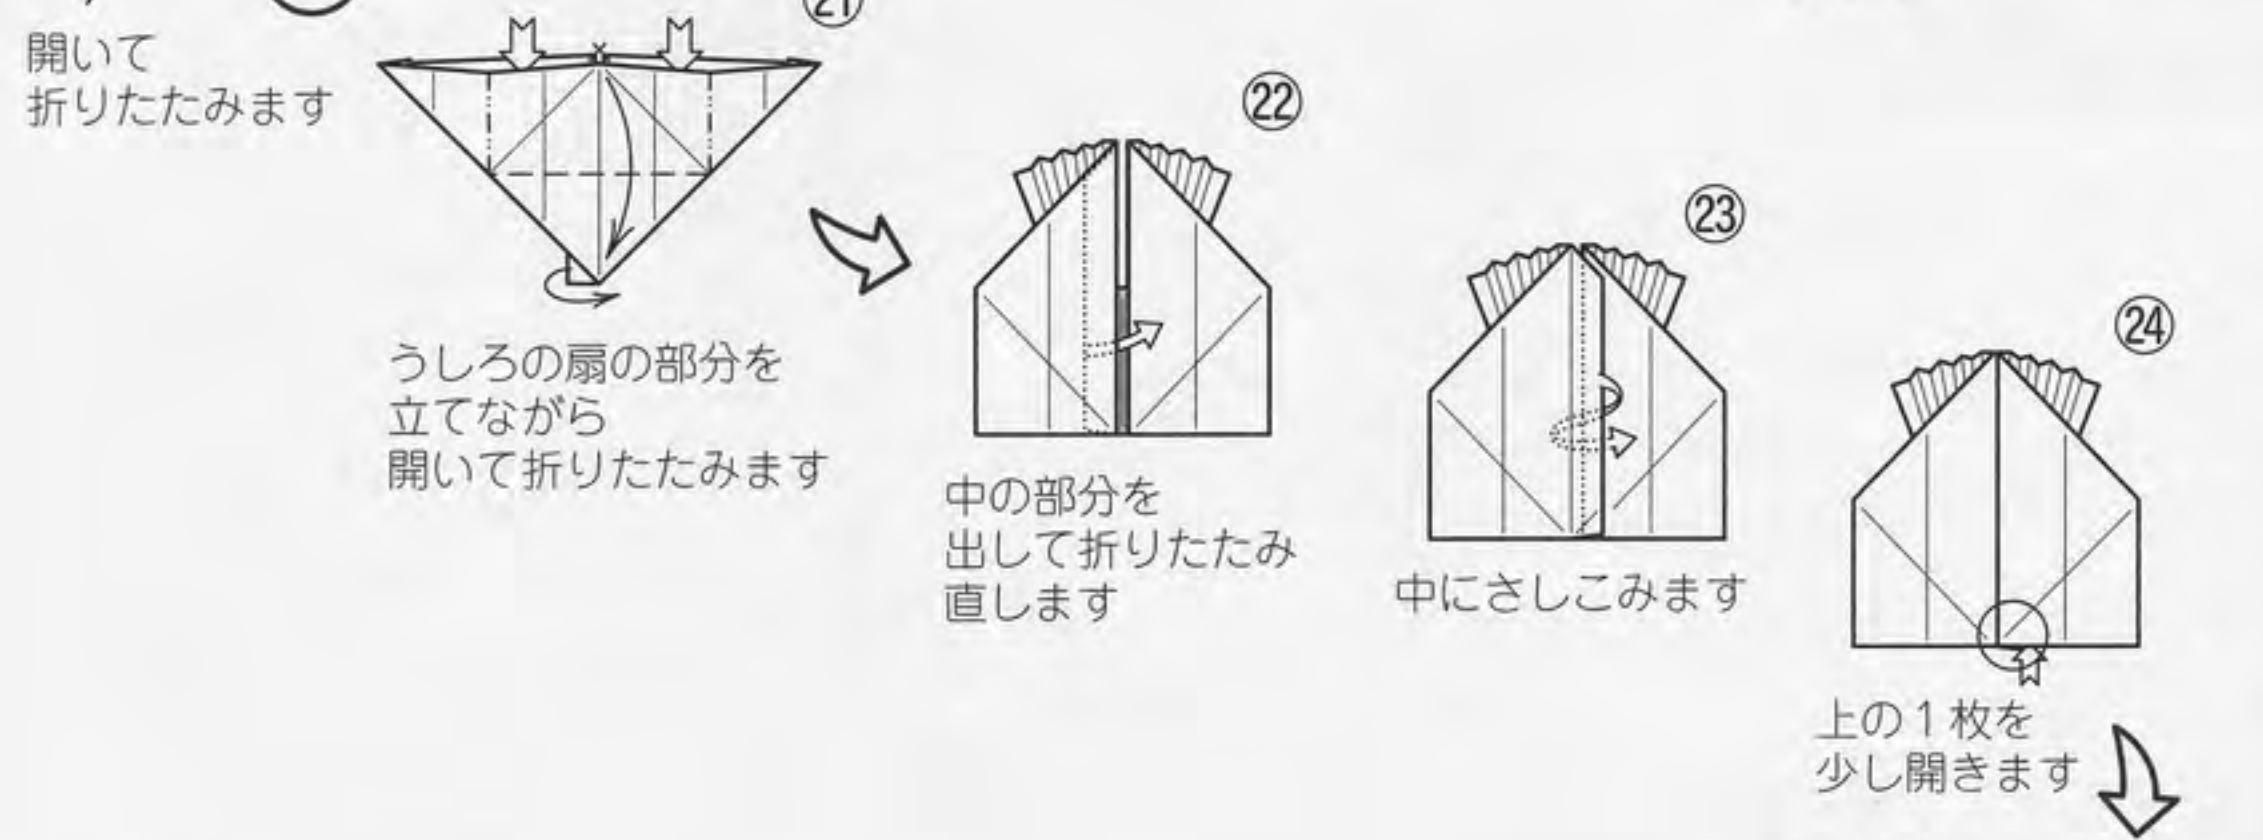 開いて
折りたたみます
㉑
うしろの扇の部分を
立てながら
開いて折りたたみます
㉒
中の部分を
出して折りたたみ
直します
㉓
中にさしこみます
㉔
上の1枚を
少し開きます